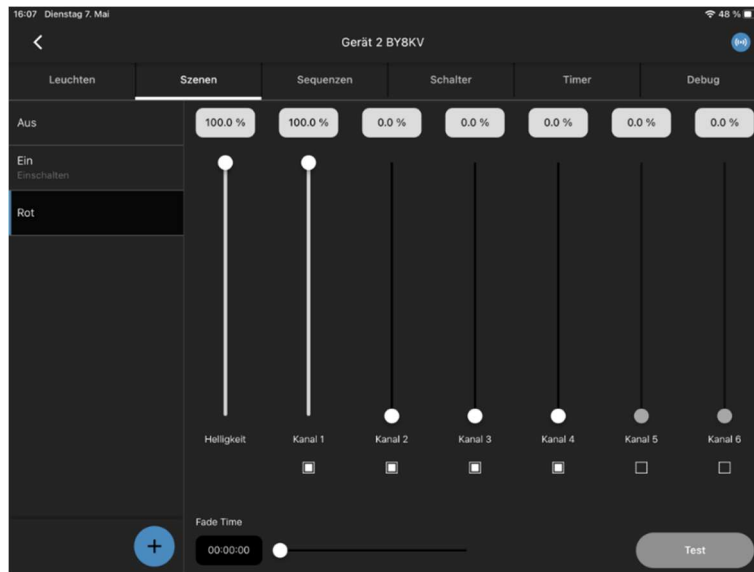 16:07 Dienstag 7. Mai 48 %
Gerät 2 BY8KV
Leuchten Szenen Sequenzen Schalter Timer Debug
Aus
Ein
Einschalten
Rot
100.0 % 100.0 % 0.0 % 0.0 % 0.0 % 0.0 % 0.0 %
Helligkeit Kanal 1 Kanal 2 Kanal 3 Kanal 4 Kanal 5 Kanal 6
Fade Time
00:00:00
+
Test